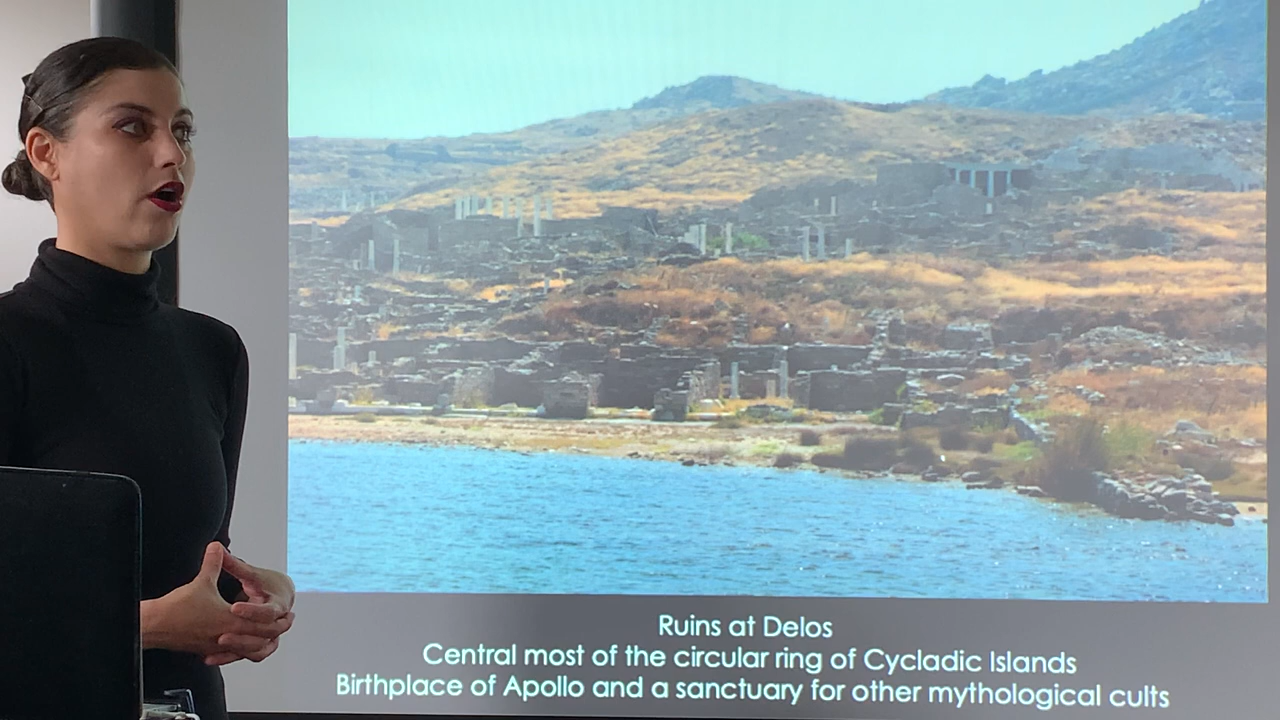 Ruins at Delos
Central most of the circular ring of Cycladic Islands
Birthplace of Apollo and a sanctuary for other mythological cults